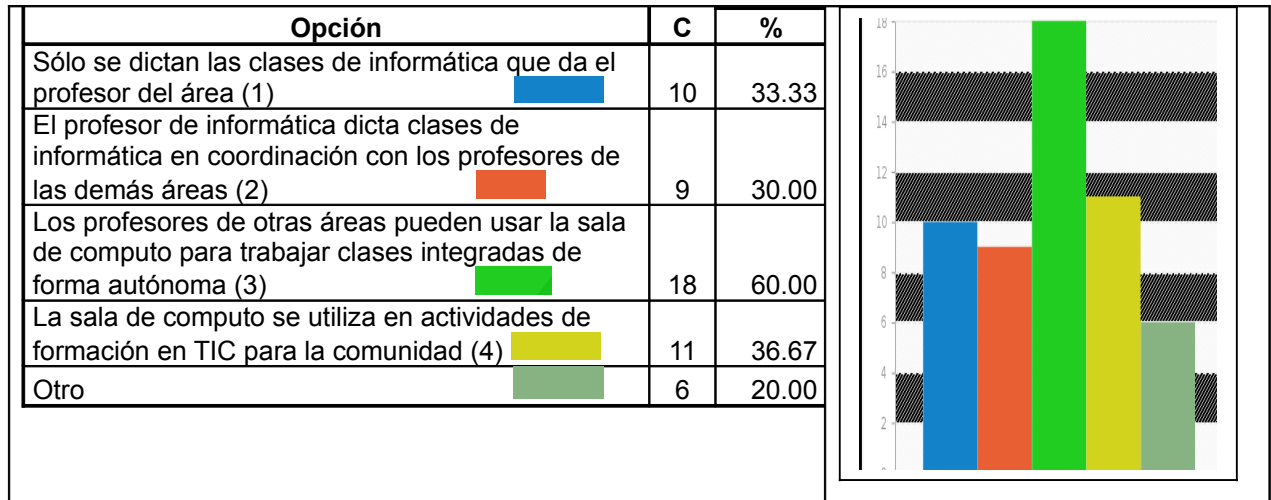 Opción C %
Sólo se dictan las clases de informática que da el
profesor del área (1) 10 33.33
El profesor de informática dicta clases de
informática en coordinación con los profesores de
las demás áreas (2) 9 30.00
Los profesores de otras áreas pueden usar la sala
de computo para trabajar clases integradas de
forma autónoma (3) 18 60.00
La sala de computo se utiliza en actividades de
formación en TIC para la comunidad (4) 11 36.67
Otro 6 20.00
18
16
14
12
10
8
6
4
2